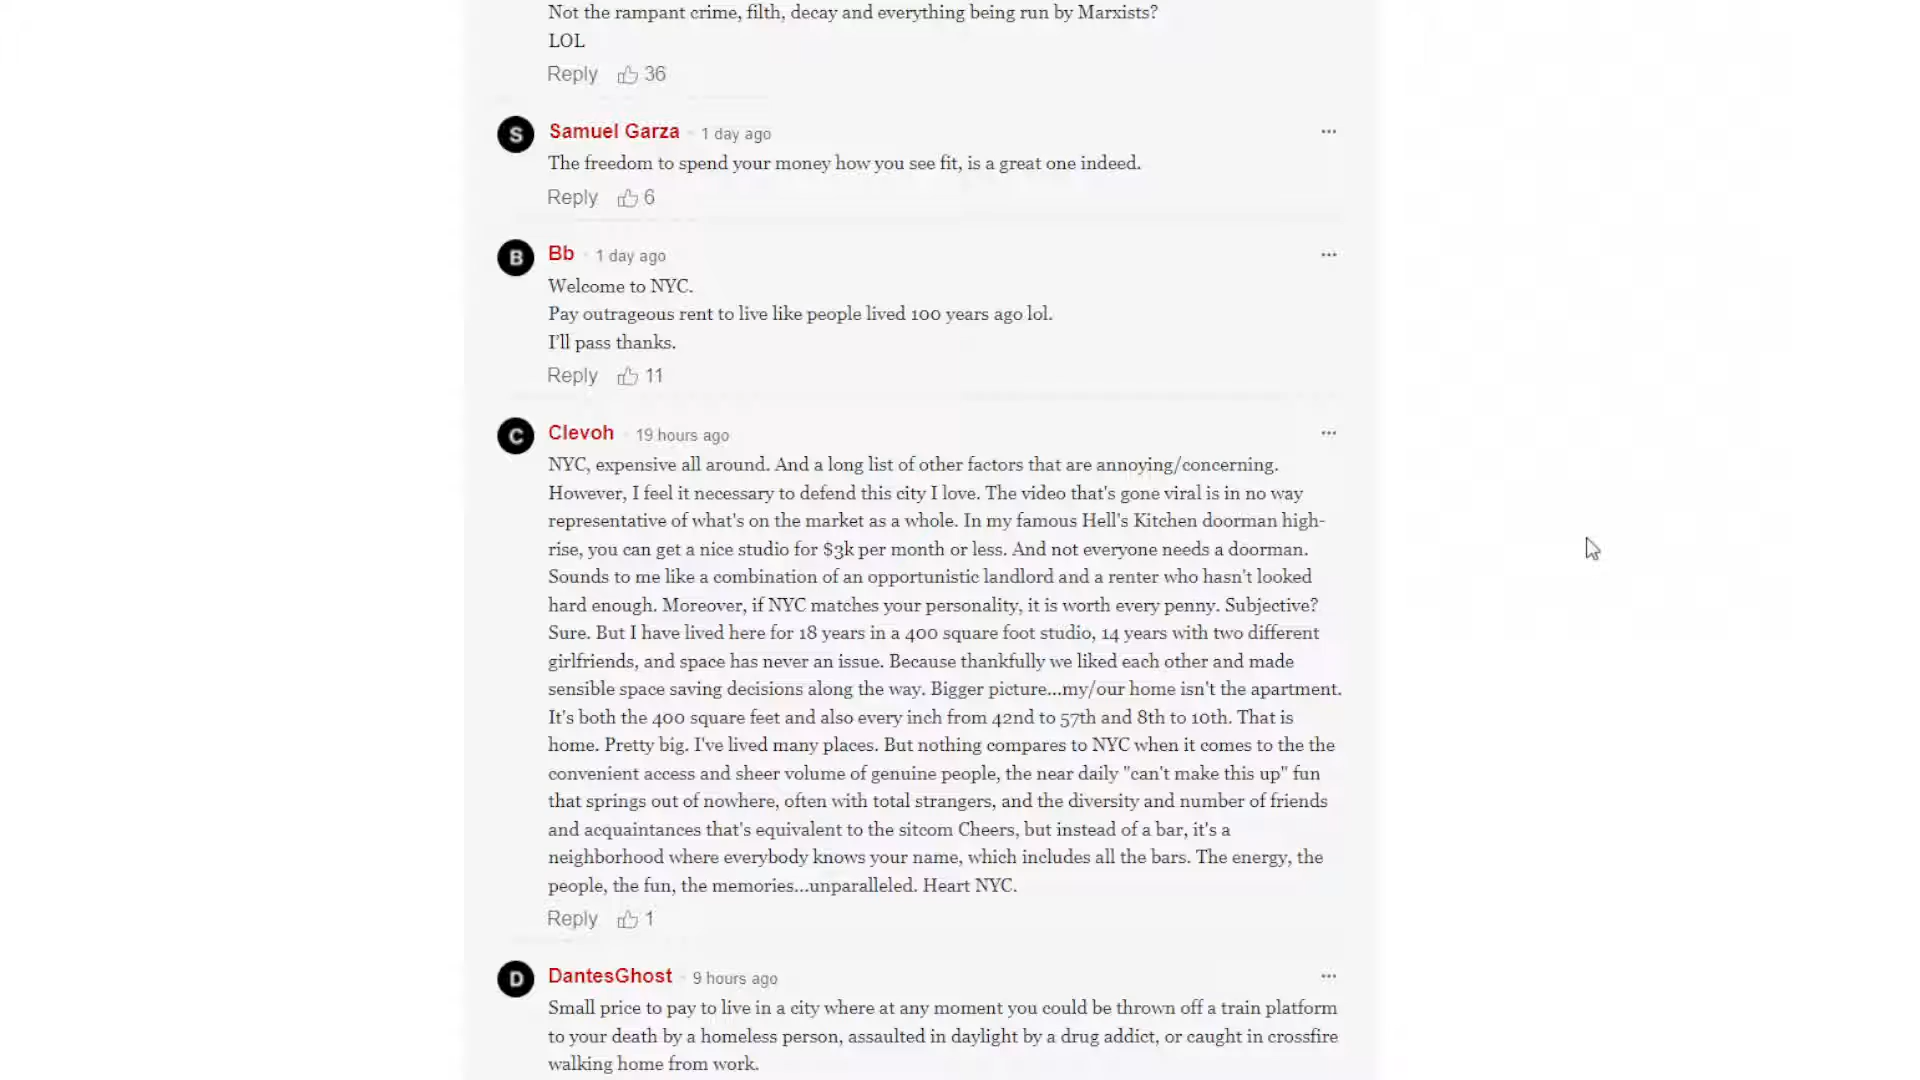 Not the rampant crime, filth, decay and everything being run by Marxists?
LOL
Reply 36
S Samuel Garza · 1 day ago ...
The freedom to spend your money how you see fit, is a great one indeed.
Reply 6
B Bb · 1 day ago ...
Welcome to NYC.
Pay outrageous rent to live like people lived 100 years ago lol.
I'll pass thanks.
Reply 11
C Clevoh · 19 hours ago ...
NYC, expensive all around. And a long list of other factors that are annoying/concerning.
However, I feel it necessary to defend this city I love. The video that's gone viral is in no way
representative of what's on the market as a whole. In my famous Hell's Kitchen doorman high-
rise, you can get a nice studio for $3k per month or less. And not everyone needs a doorman.
Sounds to me like a combination of an opportunistic landlord and a renter who hasn't looked
hard enough. Moreover, if NYC matches your personality, it is worth every penny. Subjective?
Sure. But I have lived here for 18 years in a 400 square foot studio, 14 years with two different
girlfriends, and space has never an issue. Because thankfully we liked each other and made
sensible space saving decisions along the way. Bigger picture...my/our home isn't the apartment.
It's both the 400 square feet and also every inch from 42nd to 57th and 8th to 10th. That is
home. Pretty big. I've lived many places. But nothing compares to NYC when it comes to the the
convenient access and sheer volume of genuine people, the near daily "can't make this up" fun
that springs out of nowhere, often with total strangers, and the diversity and number of friends
and acquaintances that's equivalent to the sitcom Cheers, but instead of a bar, it's a
neighborhood where everybody knows your name, which includes all the bars. The energy, the
people, the fun, the memories...unparalleled. Heart NYC.
Reply 1
D DantesGhost · 9 hours ago ...
Small price to pay to live in a city where at any moment you could be thrown off a train platform
to your death by a homeless person, assaulted in daylight by a drug addict, or caught in crossfire
walking home from work.